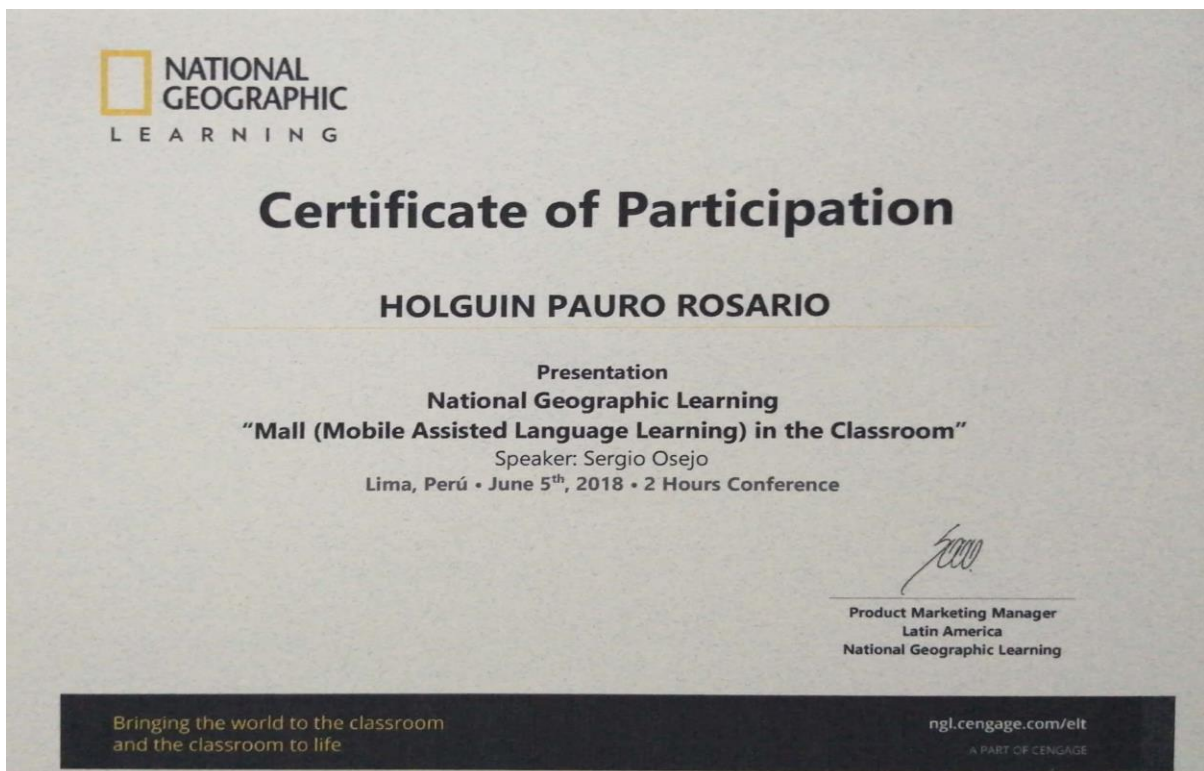 NATIONAL
GEOGRAPHIC
LEARNING
Certificate of Participation
HOLGUIN PAURO ROSARIO
Presentation
National Geographic Learning
“Mall (Mobile Assisted Language Learning) in the Classroom”
Speaker: Sergio Osejo
Lima, Perú • June 5th, 2018 • 2 Hours Conference
Product Marketing Manager
Latin America
National Geographic Learning
Bringing the world to the classroom
and the classroom to life
ngl.cengage.com/elt
A PART OF CENGAGE